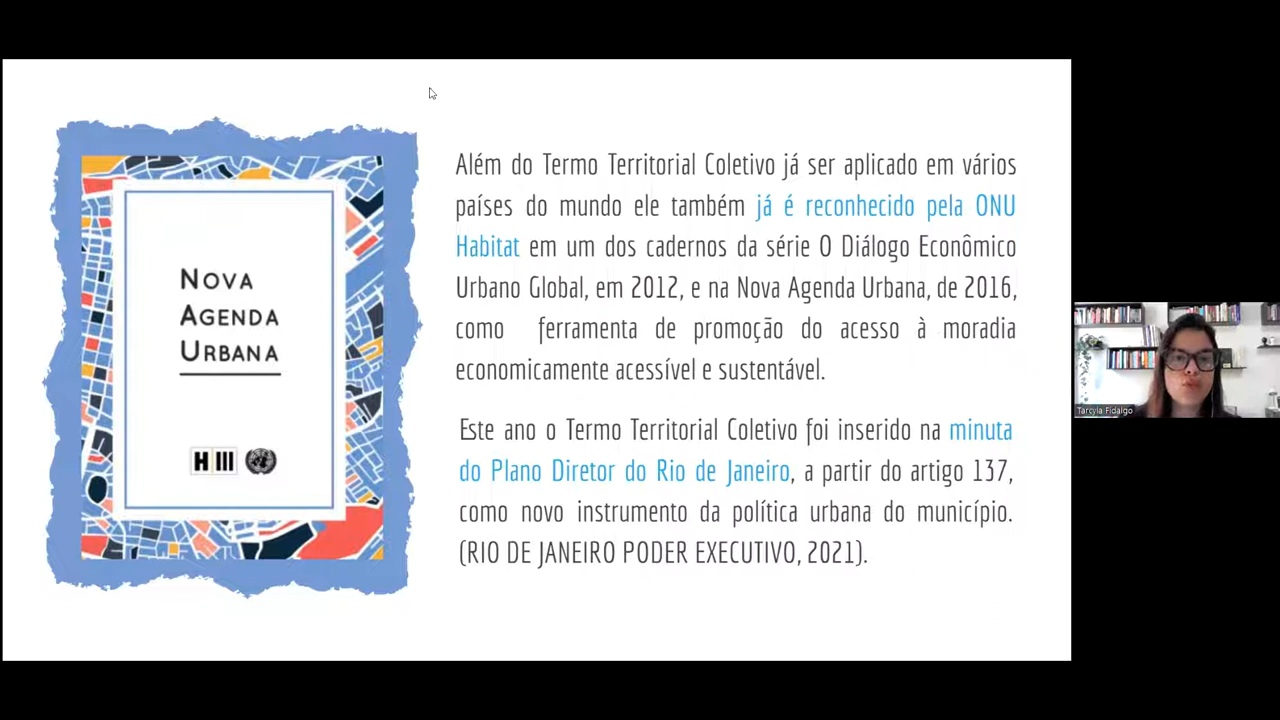 NOVA
AGENDA
URBANA
H III
Além do Termo Territorial Coletivo já ser aplicado em vários
países do mundo ele também já é reconhecido pela ONU
Habitat em um dos cadernos da série O Diálogo Econômico
Urbano Global, em 2012, e na Nova Agenda Urbana, de 2016,
como ferramenta de promoção do acesso à moradia
economicamente acessível e sustentável.
Este ano o Termo Territorial Coletivo foi inserido na minuta
do Plano Diretor do Rio de Janeiro, a partir do artigo 137,
como novo instrumento da política urbana do município.
(RIO DE JANEIRO PODER EXECUTIVO, 2021).
Tarcyla Fidalgo